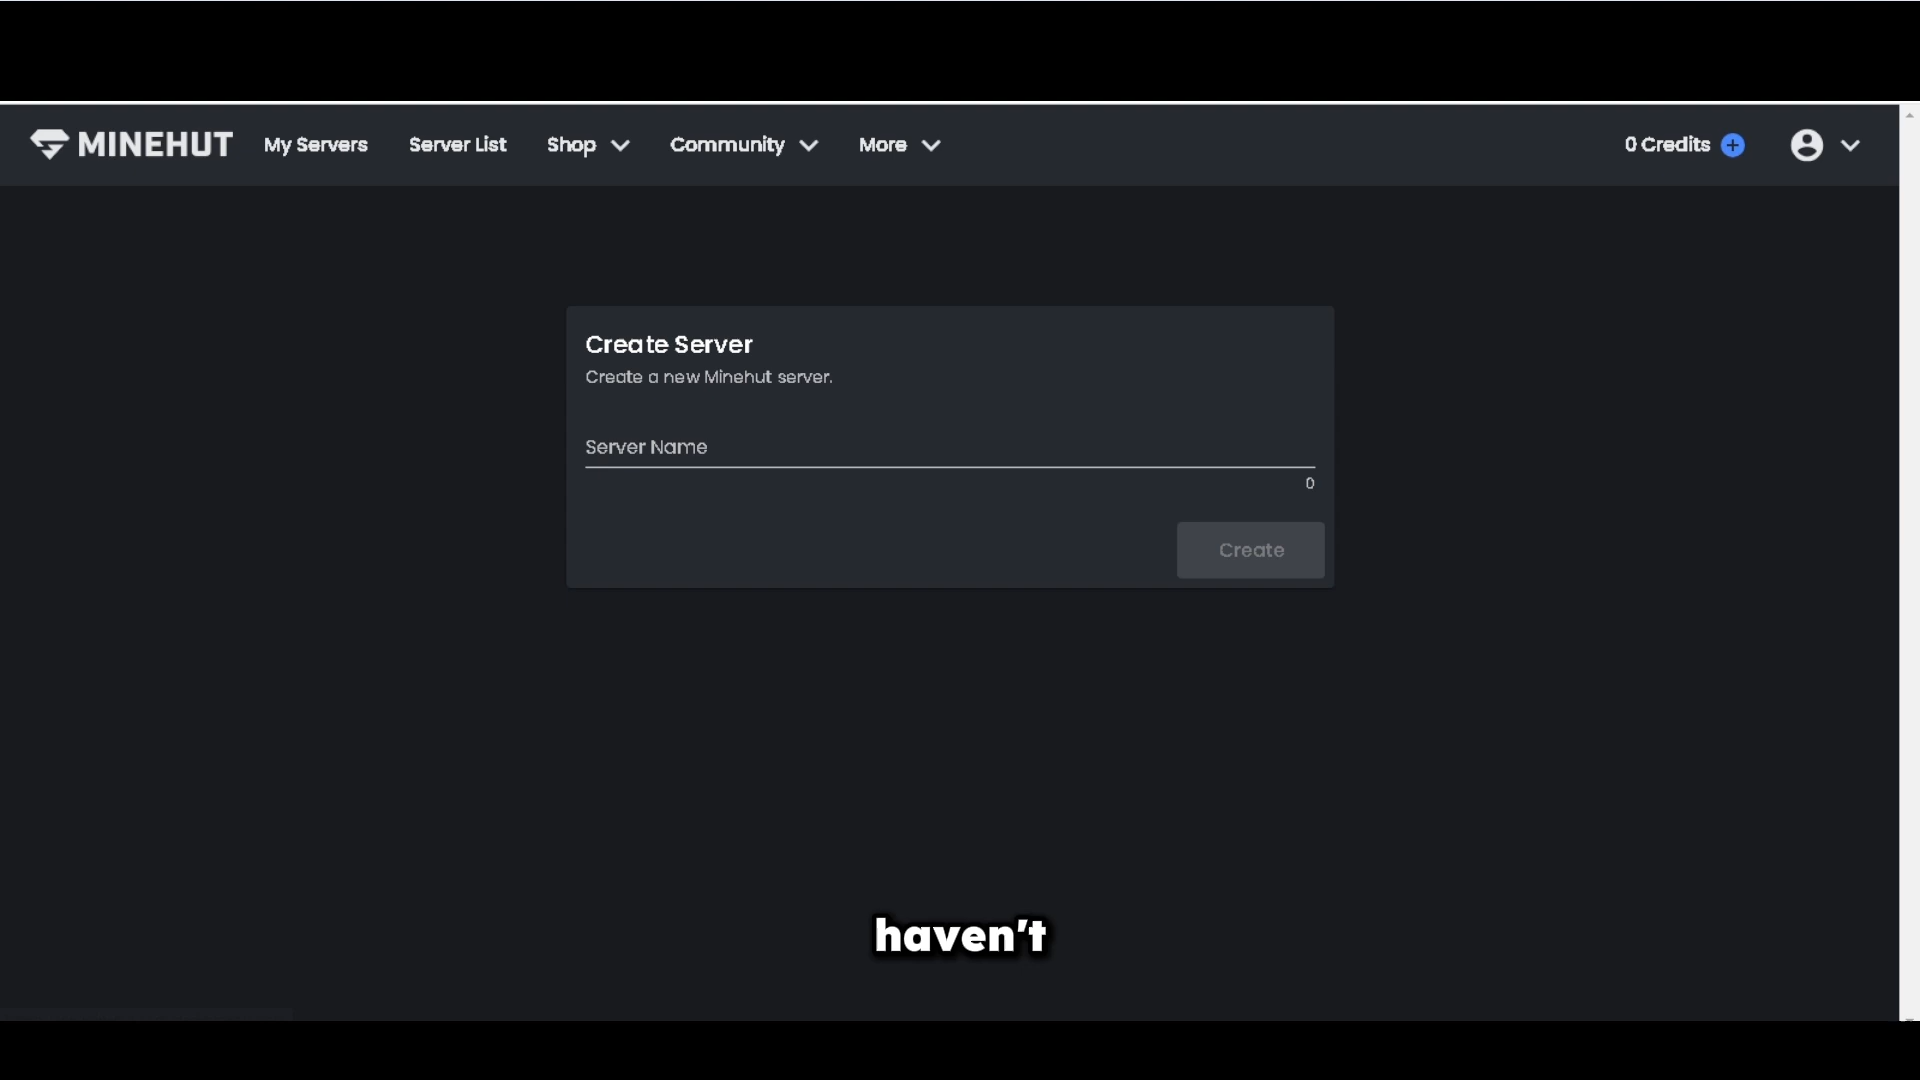 MINEHUT My Servers Server List Shop Community More 0 Credits
Create Server
Create a new Minehut server.
Server Name
0
Create
haven't